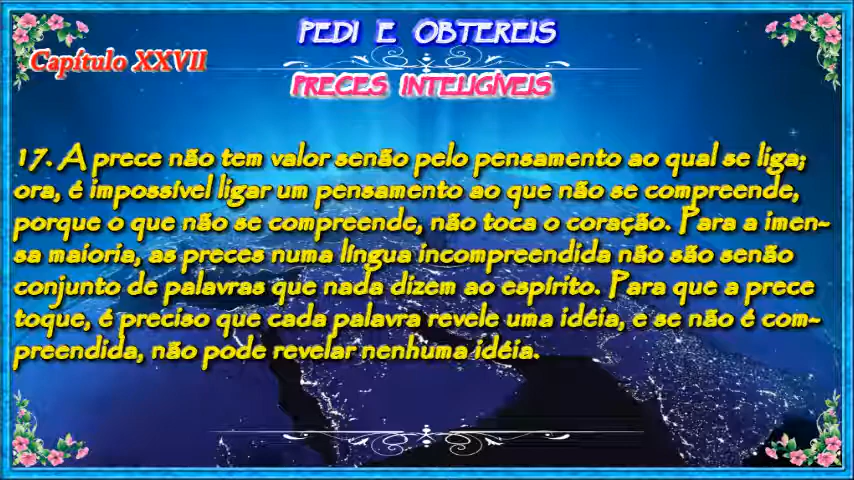 PEDI E OBTEREIS
Capítulo XXVII
PRECES INTELIGÍVEIS
17. A prece não tem valor senão pelo pensamento ao qual se liga;
ora, é impossível ligar um pensamento ao que não se compreende,
porque o que não se compreende, não toca o coração. Para a imen-
sa maioria, as preces numa língua incompreendida não são senão
conjunto de palavras que nada dizem ao espírito. Para que a prece
toque, é preciso que cada palavra revele uma idéia, e se não é com-
preendida, não pode revelar nenhuma idéia.